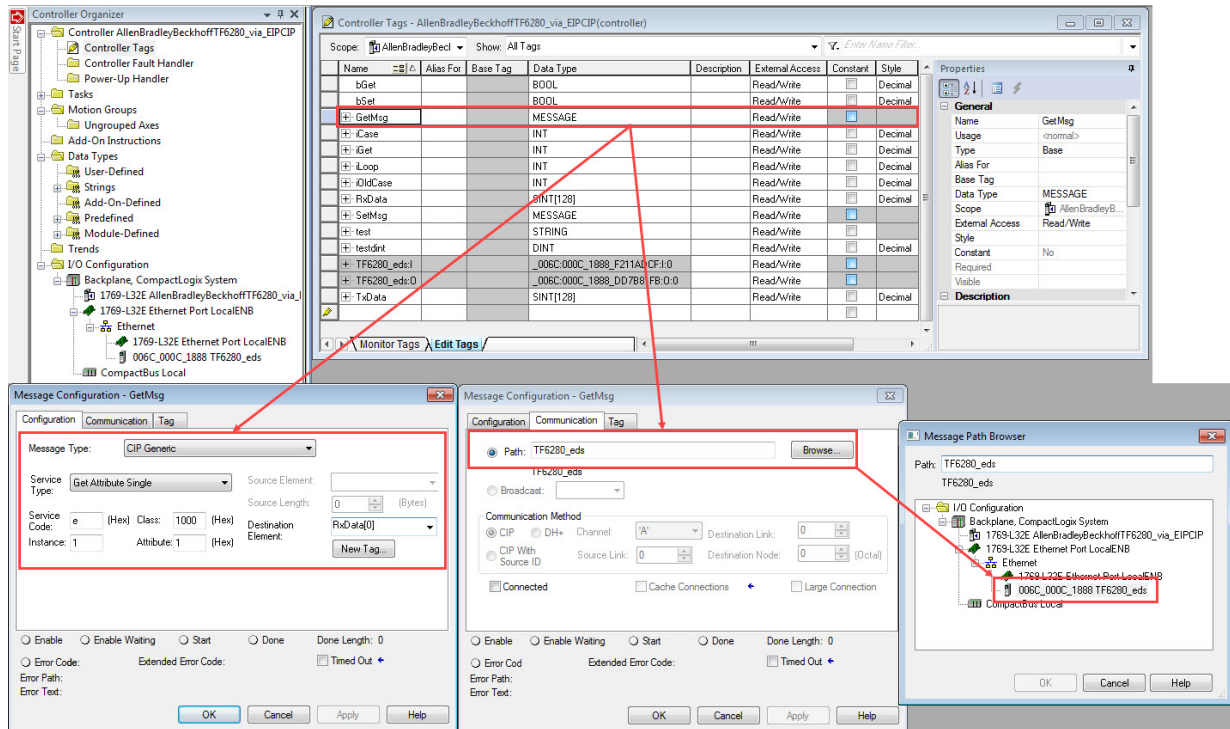 Start Page
Controller Organizer
Controller AllenBradleyBeckhoffTF6280_via_EIPCIP
Controller Tags
Controller Fault Handler
Power-Up Handler
Tasks
Motion Groups
Ungrouped Axes
Add-On Instructions
Data Types
User-Defined
Strings
Add-On-Defined
Predefined
Module-Defined
Trends
I/O Configuration
Backplane, CompactLogix System
1769-L32E AllenBradleyBeckhoffTF6280_via_I
1769-L32E Ethernet Port LocalENB
Ethernet
1769-L32E Ethernet Port LocalENB
006C_000C_1888 TF6280_eds
CompactBus Local
Controller Tags - AllenBradleyBeckhoffTF6280_via_EIPCIP(controller)
Scope: AllenBradleyBecl Show: All Tags Enter Name Filter...
Name Alias For Base Tag Data Type Description External Access Constant Style
bGet BOOL Read/Write Decimal
bSet BOOL Read/Write Decimal
GetMsg MESSAGE Read/Write
iCase INT Read/Write Decimal
iGet INT Read/Write Decimal
iLoop INT Read/Write Decimal
iOldCase INT Read/Write Decimal
RxData SINT[128] Read/Write Decimal
SetMsg MESSAGE Read/Write
test STRING Read/Write
testdint DINT Read/Write Decimal
TF6280_eds:I _006C:000C_1888_F211ADCF:I:0 Read/Write
TF6280_eds:O Read/Write
TxData SINT[128] Read/Write Decimal
Monitor Tags Edit Tags
Properties
General
Name GetMsg
Usage <normal>
Type Base
Alias For
Base Tag
Data Type MESSAGE
Scope AllenBradleyB...
External Access Read/Write
Style
Constant No
Required
Visible
Description
Message Configuration - GetMsg
Configuration Communication Tag
Message Type: CIP Generic
Service Type: Get Attribute Single Source Element:
Source Length: 0 (Bytes)
Service Code: e (Hex) Class: 1000 (Hex) Destination Element: RxData[0]
Instance: 1 Attribute: 1 (Hex)
New Tag...
Enable Enable Waiting Start Done Done Length: 0
Error Code: Extended Error Code: Timed Out
Error Path:
Error Text:
OK Cancel Apply Help
Message Configuration - GetMsg
Configuration Communication Tag
Path: TF6280_eds Browse...
TF6280_eds
Broadcast:
Communication Method
CIP DH+ Channel: 'A' Destination Link: 0
CIP With Source ID Source Link: 0 Destination Node: 0 (Octal)
Connected Cache Connections Large Connection
Enable Enable Waiting Start Done Done Length: 0
Error Cod Extended Error Code: Timed Out
Error Path:
Error Text:
OK Cancel Apply Help
Message Path Browser
Path: TF6280_eds
TF6280_eds
I/O Configuration
Backplane, CompactLogix System
1769-L32E AllenBradleyBeckhoffTF6280_via_EIPCIP
1769-L32E Ethernet Port LocalENB
Ethernet
1769-L32E Ethernet Port LocalENB
006C_000C_1888 TF6280_eds
CompactBus Local
OK Cancel Help